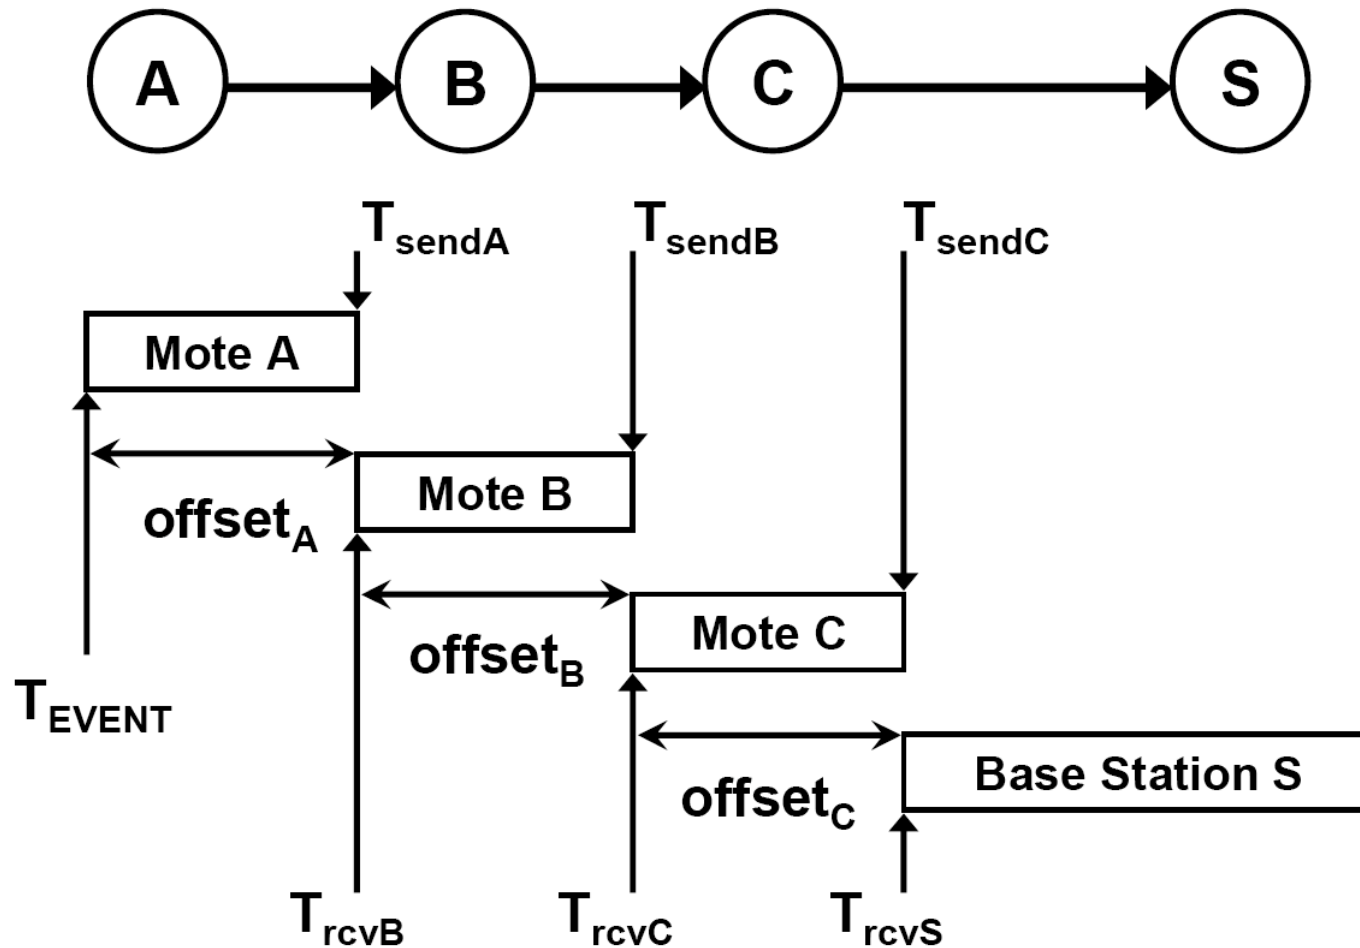 A B C S
TsendA TsendB TsendC
Mote A
Mote B
offsetA
Mote C
offsetB
TEVENT
Base Station S
offsetC
TrcvB TrcvC TrcvS